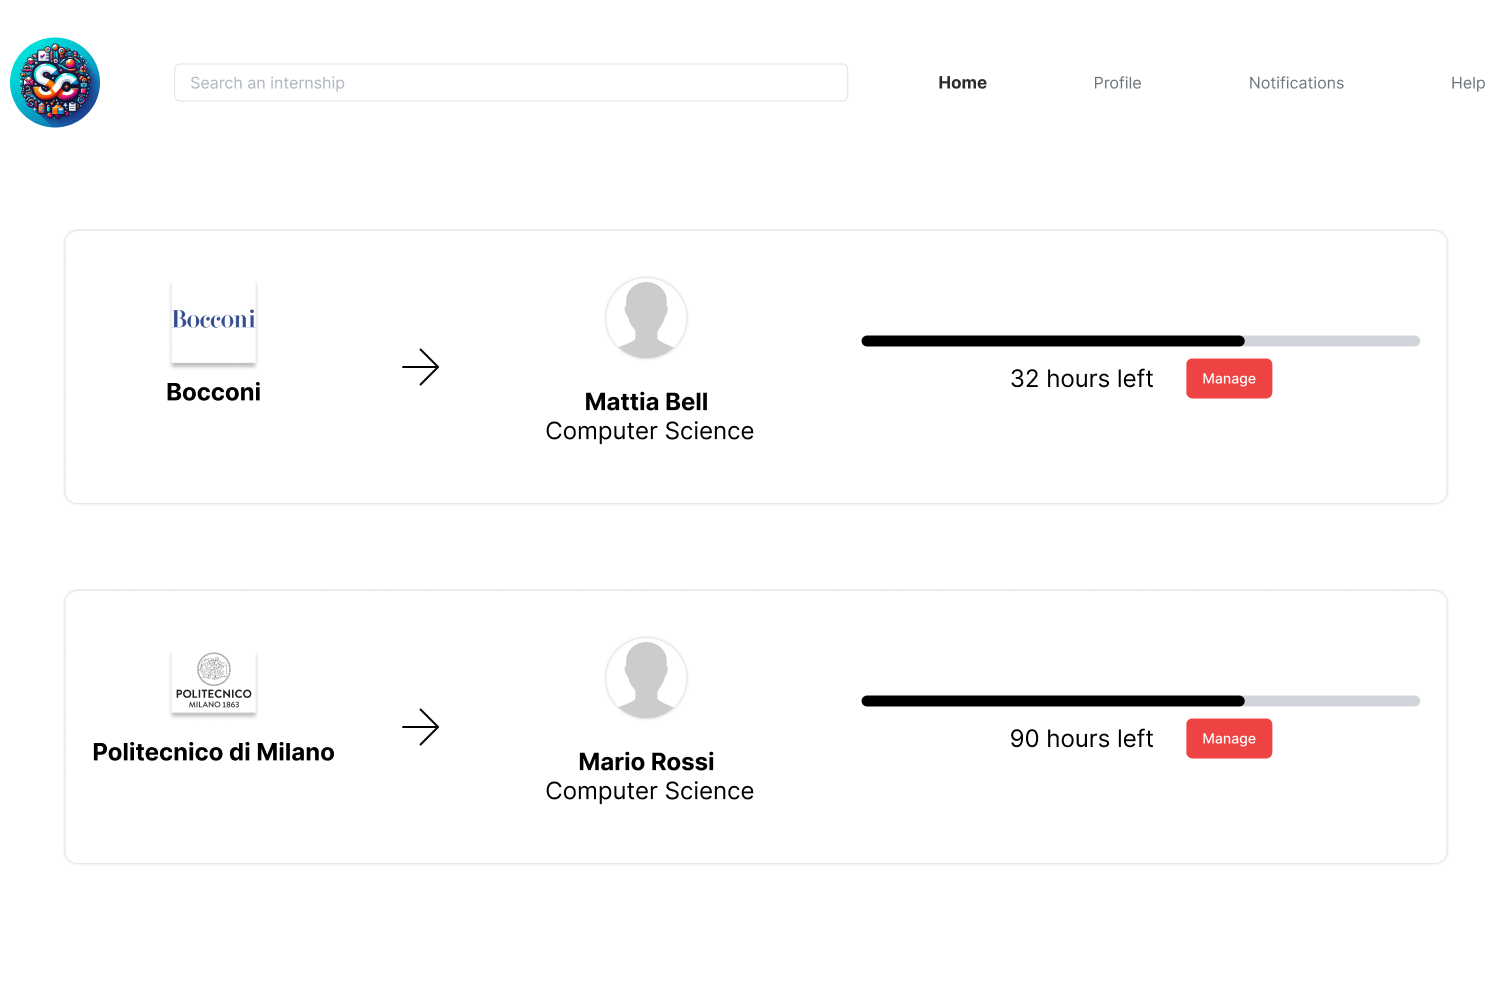 SC
Search an internship
Home
Profile
Notifications
Help
Bocconi
Bocconi
Mattia Bell
Computer Science
32 hours left
Manage
POLITECNICO
MILANO 1863
Politecnico di Milano
Mario Rossi
Computer Science
90 hours left
Manage